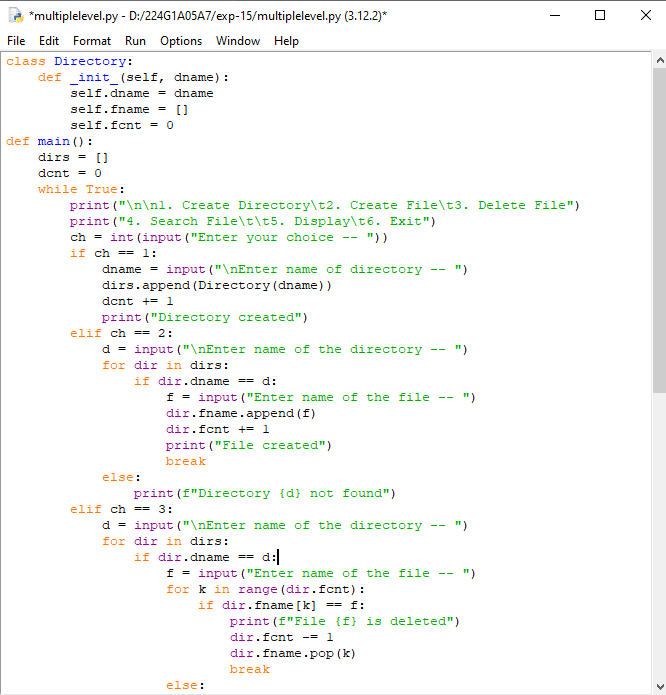 *multiplelevel.py - D:/224G1A05A7/exp-15/multiplelevel.py (3.12.2)*
File Edit Format Run Options Window Help
class Directory:
    def _init_(self, dname):
        self.dname = dname
        self.fname = []
        self.fcnt = 0
def main():
    dirs = []
    dcnt = 0
    while True:
        print("\n\n1. Create Directory\t2. Create File\t3. Delete File")
        print("4. Search File\t\t5. Display\t6. Exit")
        ch = int(input("Enter your choice -- "))
        if ch == 1:
            dname = input("\nEnter name of directory -- ")
            dirs.append(Directory(dname))
            dcnt += 1
            print("Directory created")
        elif ch == 2:
            d = input("\nEnter name of the directory -- ")
            for dir in dirs:
                if dir.dname == d:
                    f = input("Enter name of the file -- ")
                    dir.fname.append(f)
                    dir.fcnt += 1
                    print("File created")
                    break
            else:
                print(f"Directory {d} not found")
        elif ch == 3:
            d = input("\nEnter name of the directory -- ")
            for dir in dirs:
                if dir.dname == d:
                    f = input("Enter name of the file -- ")
                    for k in range(dir.fcnt):
                        if dir.fname[k] == f:
                            print(f"File {f} is deleted")
                            dir.fcnt -= 1
                            dir.fname.pop(k)
                            break
                    else: